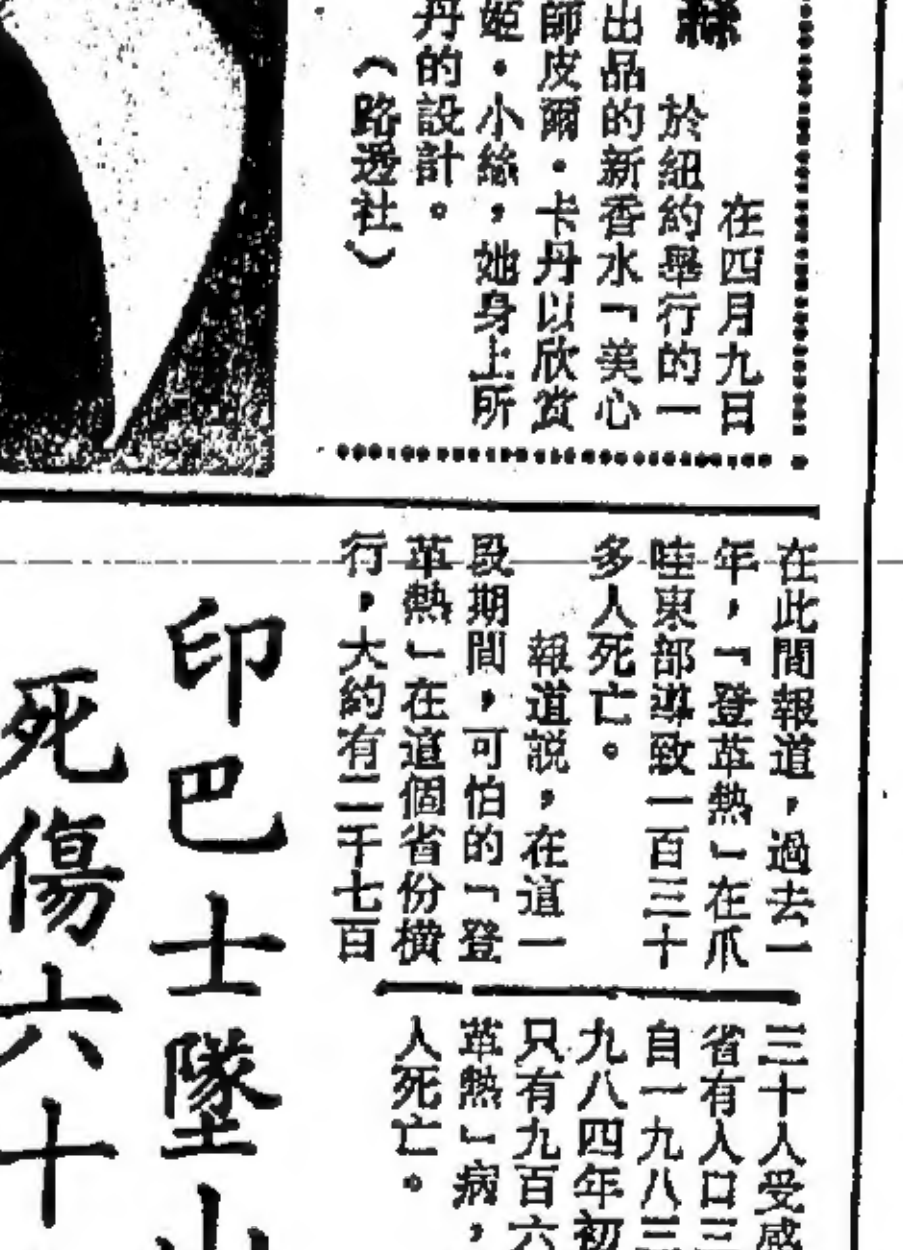 絲
在四月九日
於紐約舉行的一
出品的新香水「美心
師皮爾・卡丹以欣賞
姬・小絲，她身上所
丹的設計。
（路透社）
在此間報道，過去一
年，「登革熱」在爪
哇東部導致一百三十
多人死亡。
報道説，在這一
段期間，可怕的「登
革熱」在這個省份橫
行，大約有二千七百
三十人受感
省有人口三
自一九八三
九八四年初
只有九百六
革熱」病，
人死亡。
印巴士墜山
死傷六十